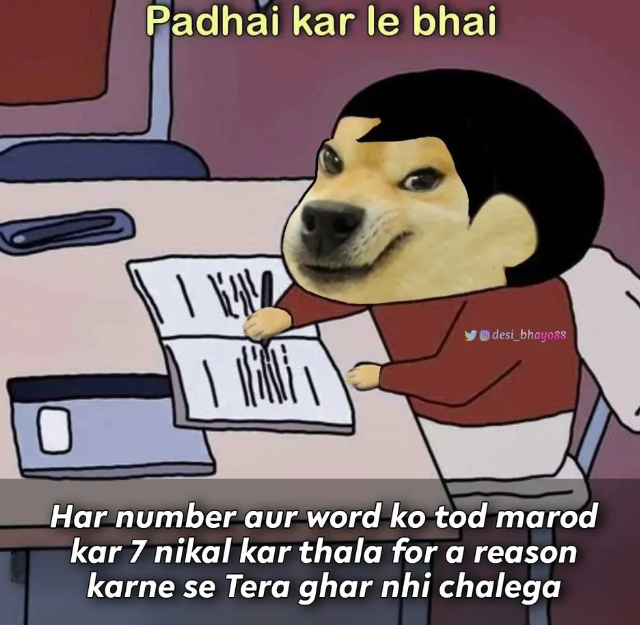 Padhai kar le bhai
desi_bhayo88
Har number aur word ko tod marod
kar 7 nikal kar thala for a reason
karne se Tera ghar nhi chalega